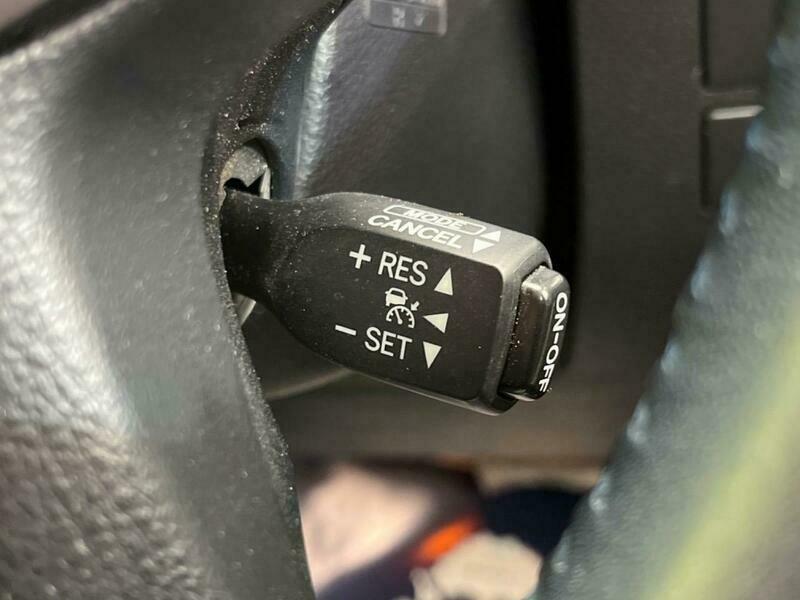 MODE
CANCEL
+ RES
- SET
ON-OFF